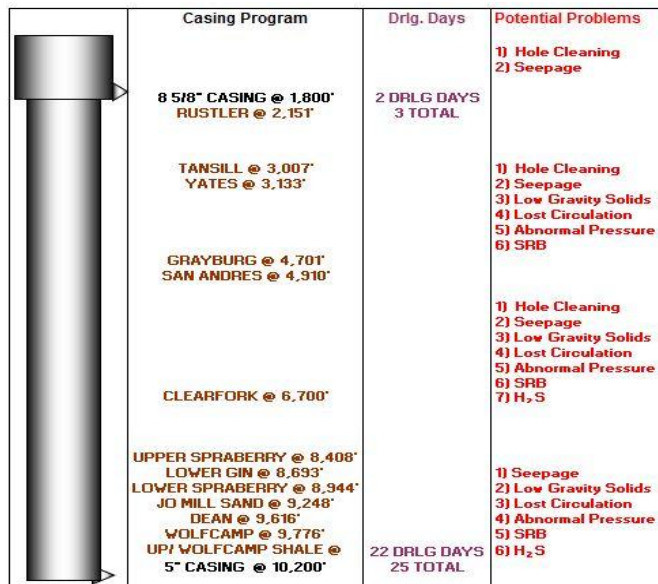 Casing Program
Drlg. Days
Potential Problems
1) Hole Cleaning
2) Seepage
8 5/8" CASING @ 1,800'
2 DRLG DAYS
RUSTLER @ 2,151'
3 TOTAL
TANSILL @ 3,007'
YATES @ 3,133'
1) Hole Cleaning
2) Seepage
3) Low Gravity Solids
4) Lost Circulation
5) Abnormal Pressure
6) SRB
GRAYBURG @ 4,701'
SAN ANDRES @ 4,910'
1) Hole Cleaning
2) Seepage
3) Low Gravity Solids
4) Lost Circulation
5) Abnormal Pressure
6) SRB
7) H₂S
CLEARFORK @ 6,700'
UPPER SPRABERRY @ 8,408'
LOWER GIN @ 8,693'
LOWER SPRABERRY @ 8,944'
JO MILL SAND @ 9,248'
DEAN @ 9,616'
WOLFCAMP @ 9,776'
UP/ WOLFCAMP SHALE @
5" CASING @ 10,200'
22 DRLG DAYS
25 TOTAL
1) Seepage
2) Low Gravity Solids
3) Lost Circulation
4) Abnormal Pressure
5) SRB
6) H₂S